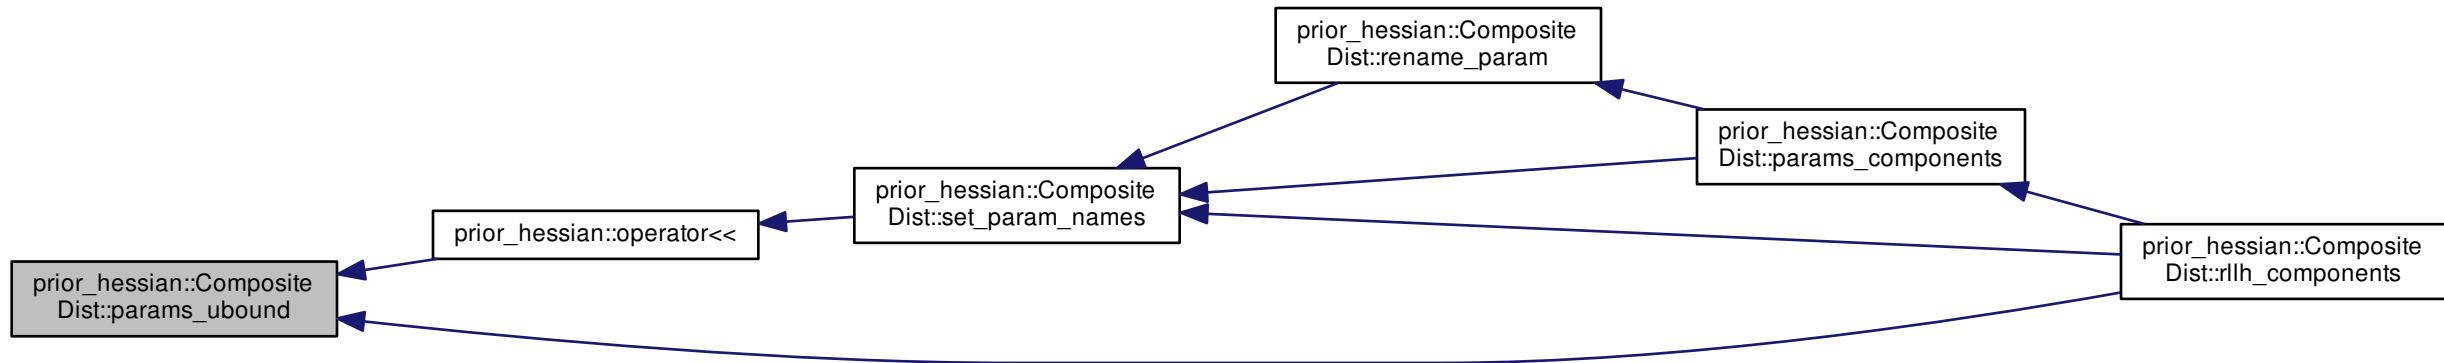 prior_hessian::Composite
Dist::rename_param
prior_hessian::Composite
Dist::params_components
prior_hessian::Composite
Dist::set_param_names
prior_hessian::operator<<
prior_hessian::Composite
Dist::rllh_components
prior_hessian::Composite
Dist::params_ubound